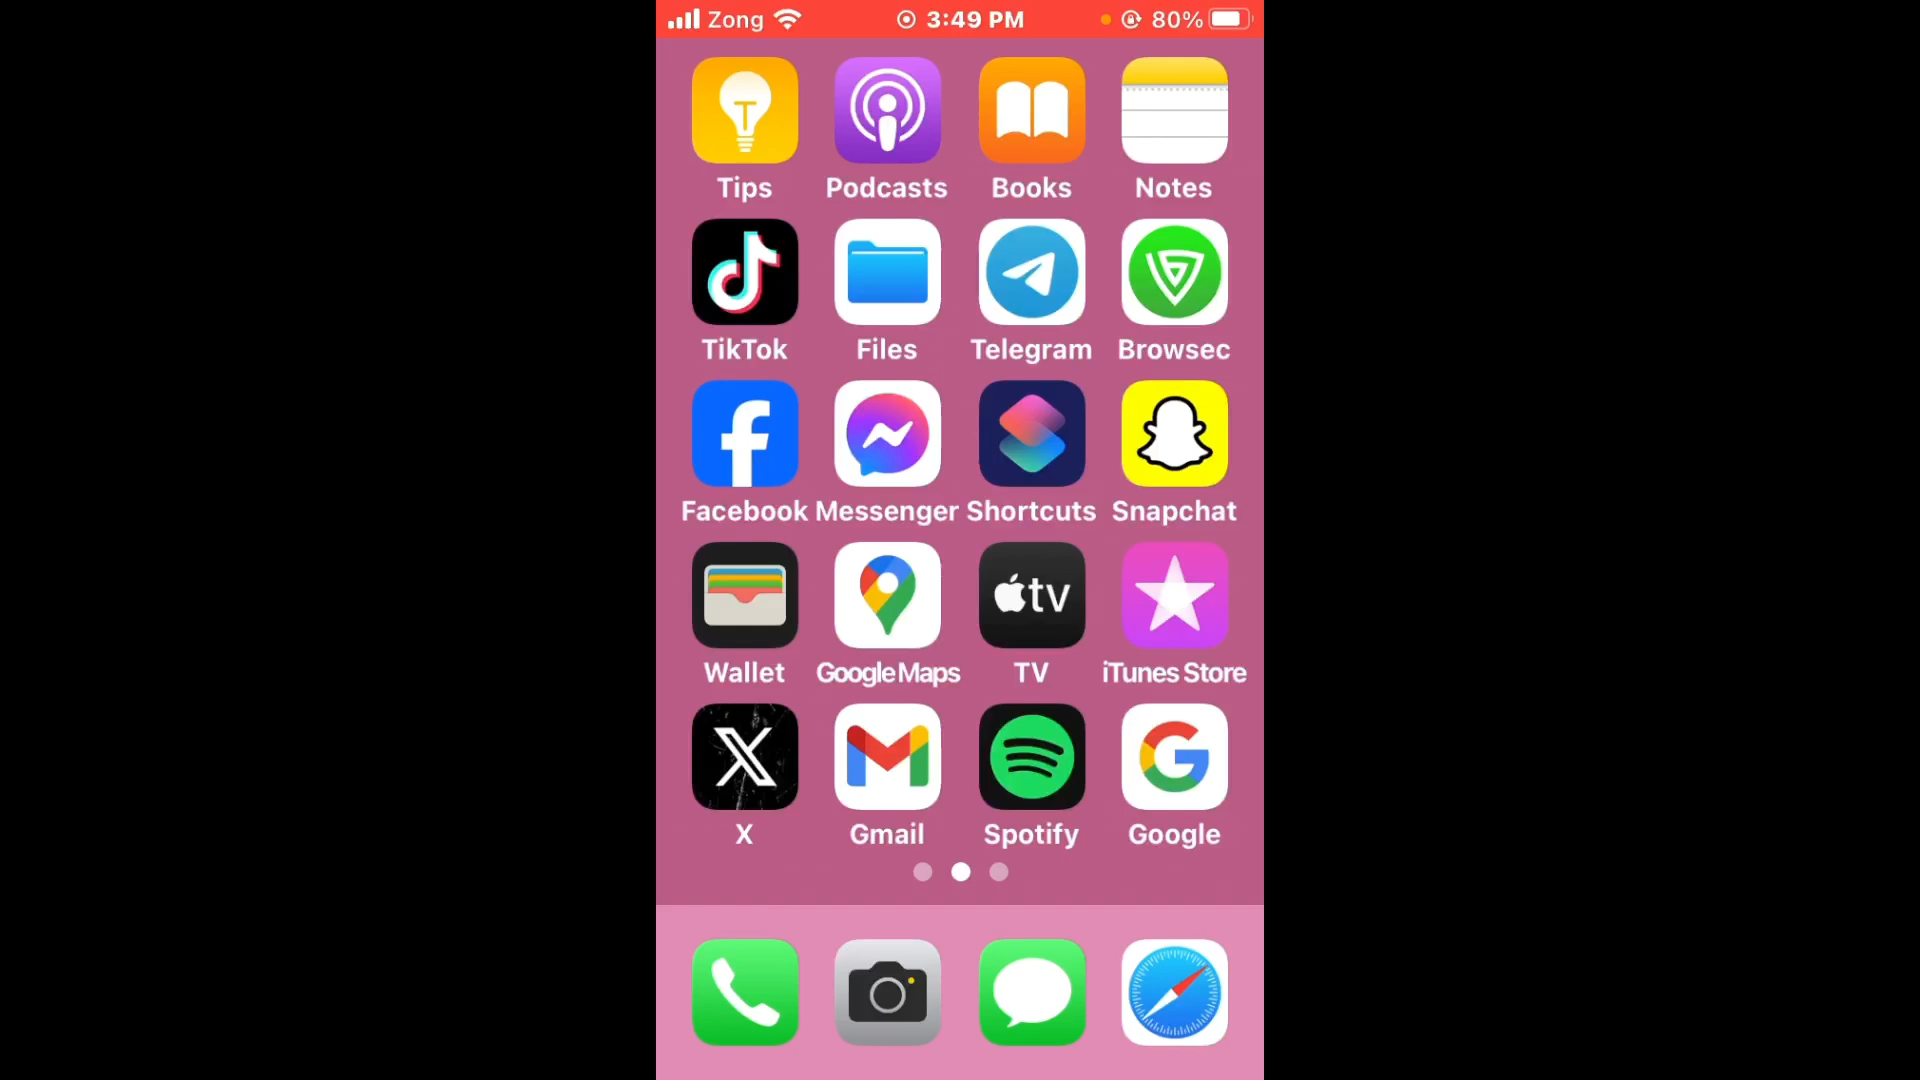 Zong 3:49 PM 80%
Tips Podcasts Books Notes
TikTok Files Telegram Browsec
Facebook Messenger Shortcuts Snapchat
tv
Wallet Google Maps TV iTunes Store
X Gmail Spotify Google